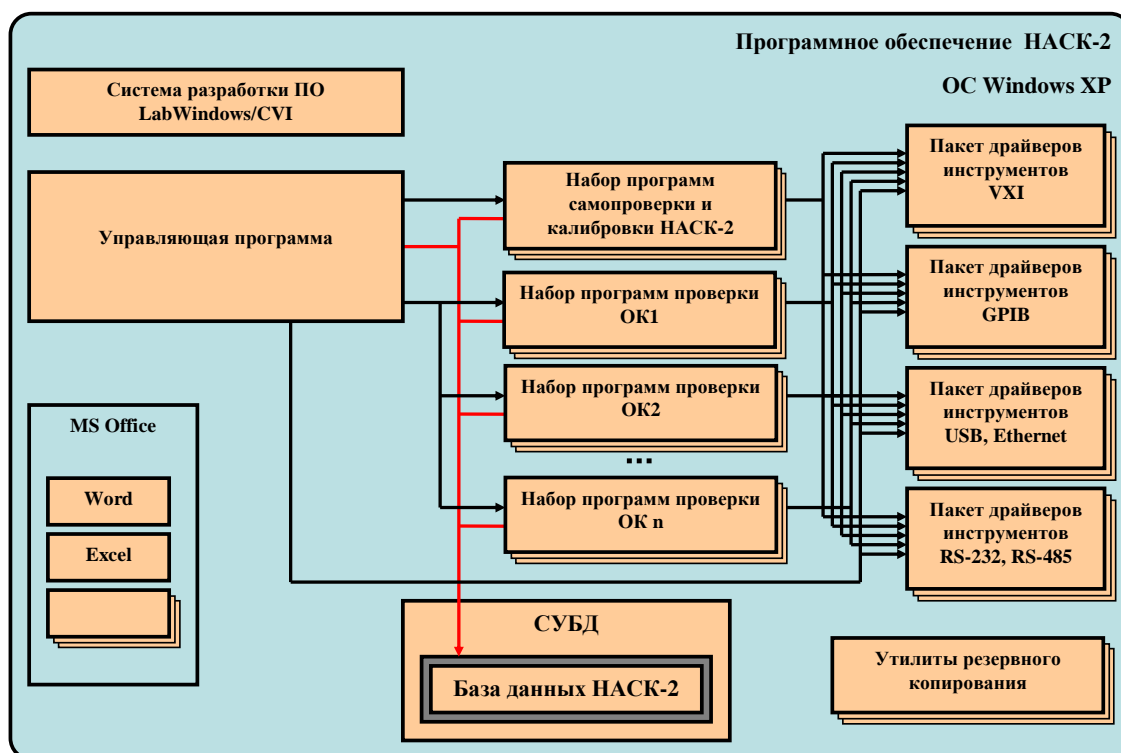 Программное обеспечение НАСК-2
ОС Windows XP
Система разработки ПО
LabWindows/CVI
Управляющая программа
Набор программ
самопроверки и
калибровки НАСК-2
Набор программ проверки
ОК1
Набор программ проверки
ОК2
...
Набор программ проверки
ОК n
Пакет драйверов
инструментов
VXI
Пакет драйверов
инструментов
GPIB
Пакет драйверов
инструментов
USB, Ethernet
Пакет драйверов
инструментов
RS-232, RS-485
MS Office
Word
Excel
СУБД
База данных НАСК-2
Утилиты резервного
копирования